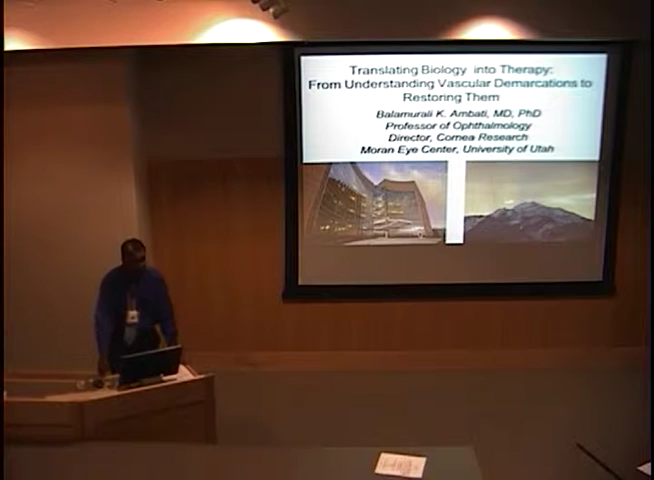 Translating Biology into Therapy:
From Understanding Vascular Demarcations to
Restoring Them
Balamurali K. Ambati, MD, PhD
Professor of Ophthalmology
Director, Cornea Research
Moran Eye Center, University of Utah